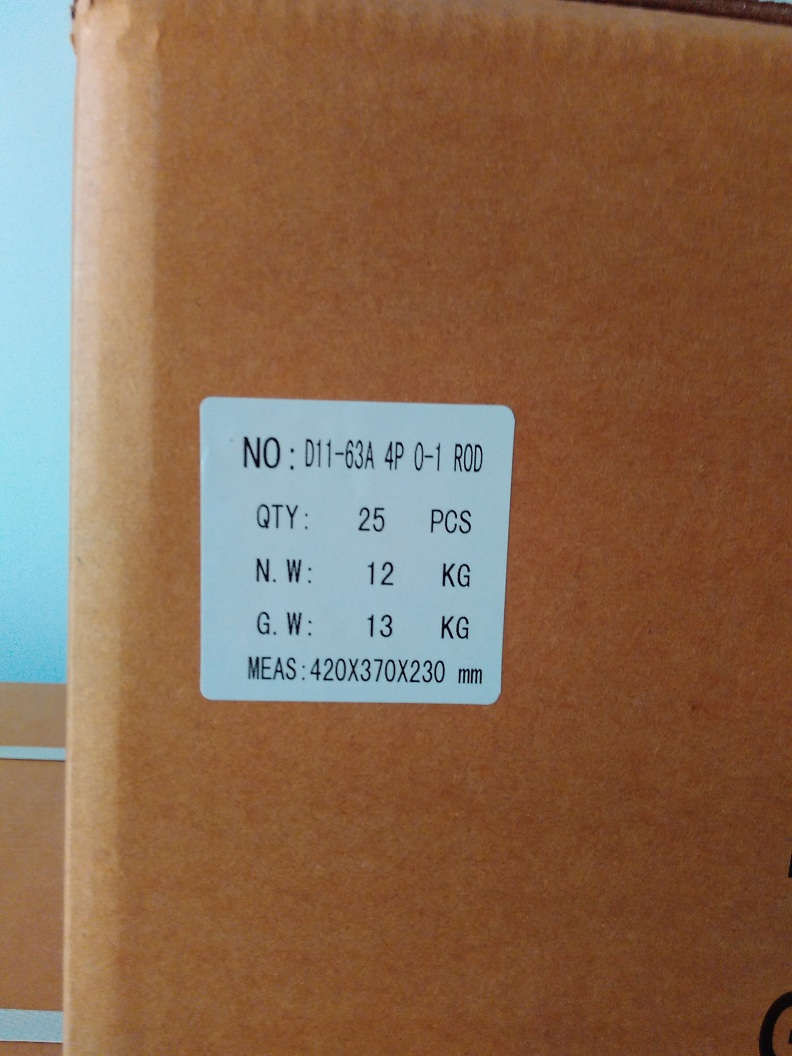 NO: D11-63A 4P 0-1 ROD
QTY: 25 PCS
N.W: 12 KG
G.W: 13 KG
MEAS:420X370X230 mm